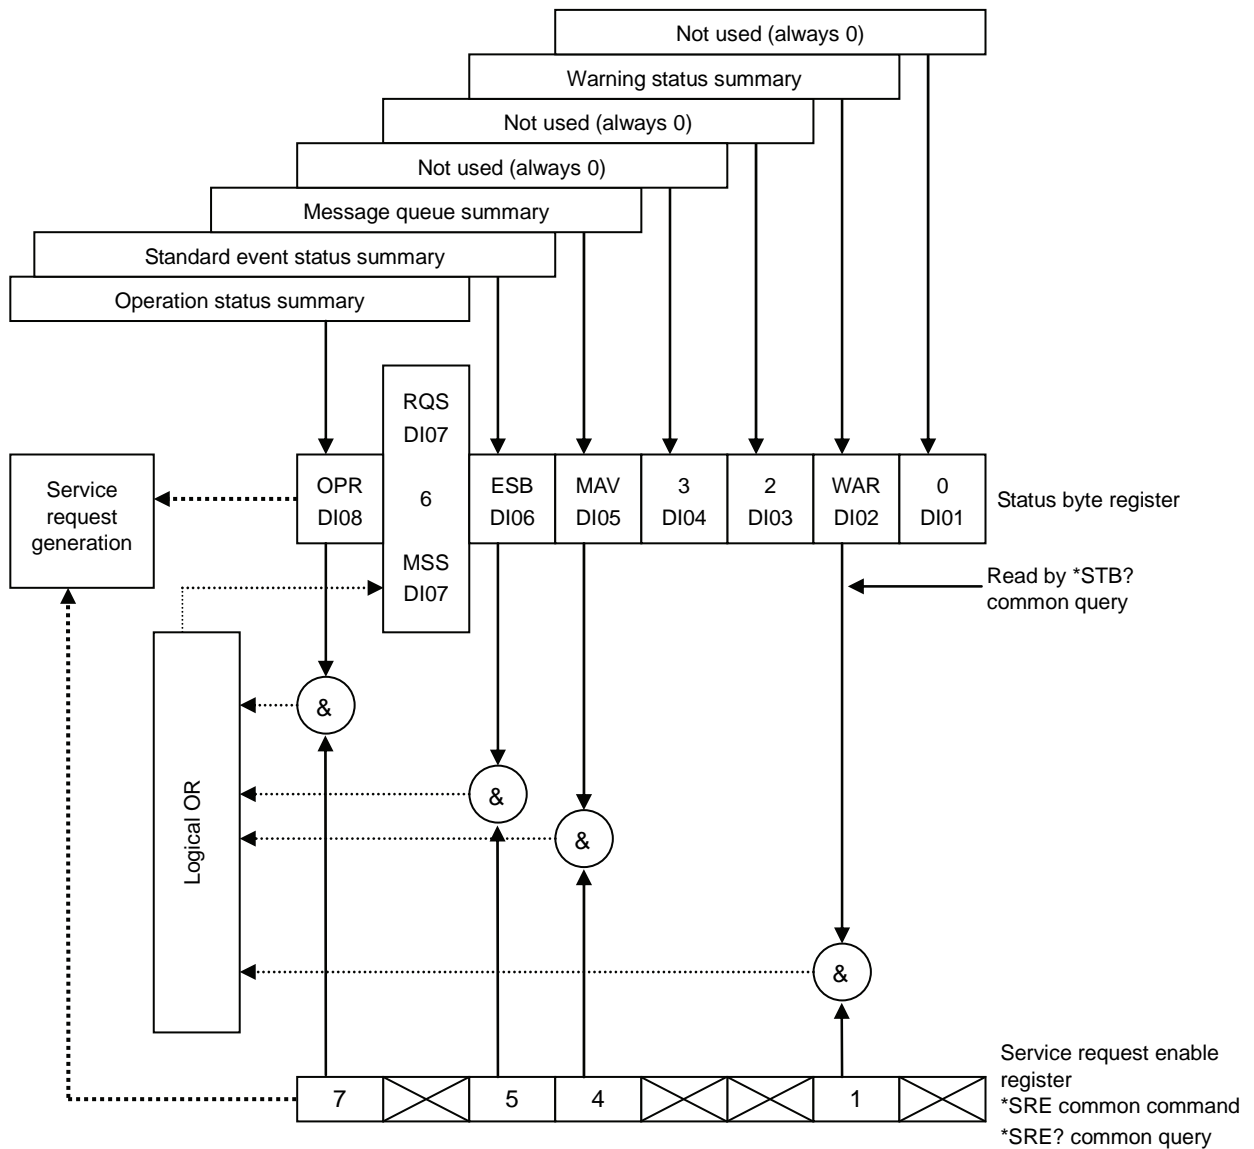 Not used (always 0)
Warning status summary
Not used (always 0)
Not used (always 0)
Message queue summary
Standard event status summary
Operation status summary
RQS
DI07
6
MSS
DI07
Service
request
generation
OPR
DI08
ESB
DI06
MAV
DI05
3
DI04
2
DI03
WAR
DI02
0
DI01
Status byte register
Read by *STB?
common query
&
&
&
&
Logical OR
7
5
4
1
Service request enable
register
*SRE common command
*SRE? common query